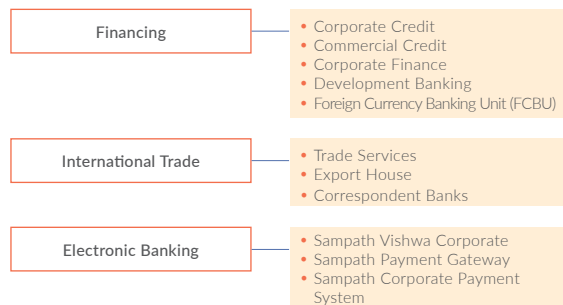 Financing
• Corporate Credit
• Commercial Credit
• Corporate Finance
• Development Banking
• Foreign Currency Banking Unit (FCBU)
International Trade
• Trade Services
• Export House
• Correspondent Banks
Electronic Banking
• Sampath Vishwa Corporate
• Sampath Payment Gateway
• Sampath Corporate Payment
System